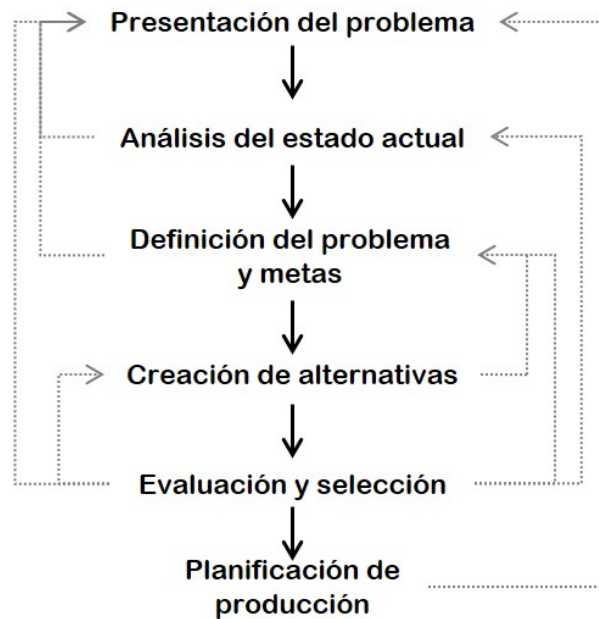 Presentación del problema
Análisis del estado actual
Definición del problema
y metas
Creación de alternativas
Evaluación y selección
Planificación de
producción